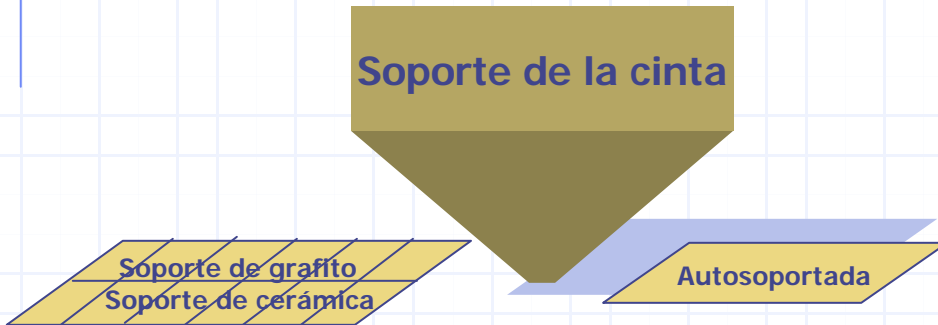 Soporte de la cinta
Soporte de grafito
Soporte de cerámica
Autosoportada